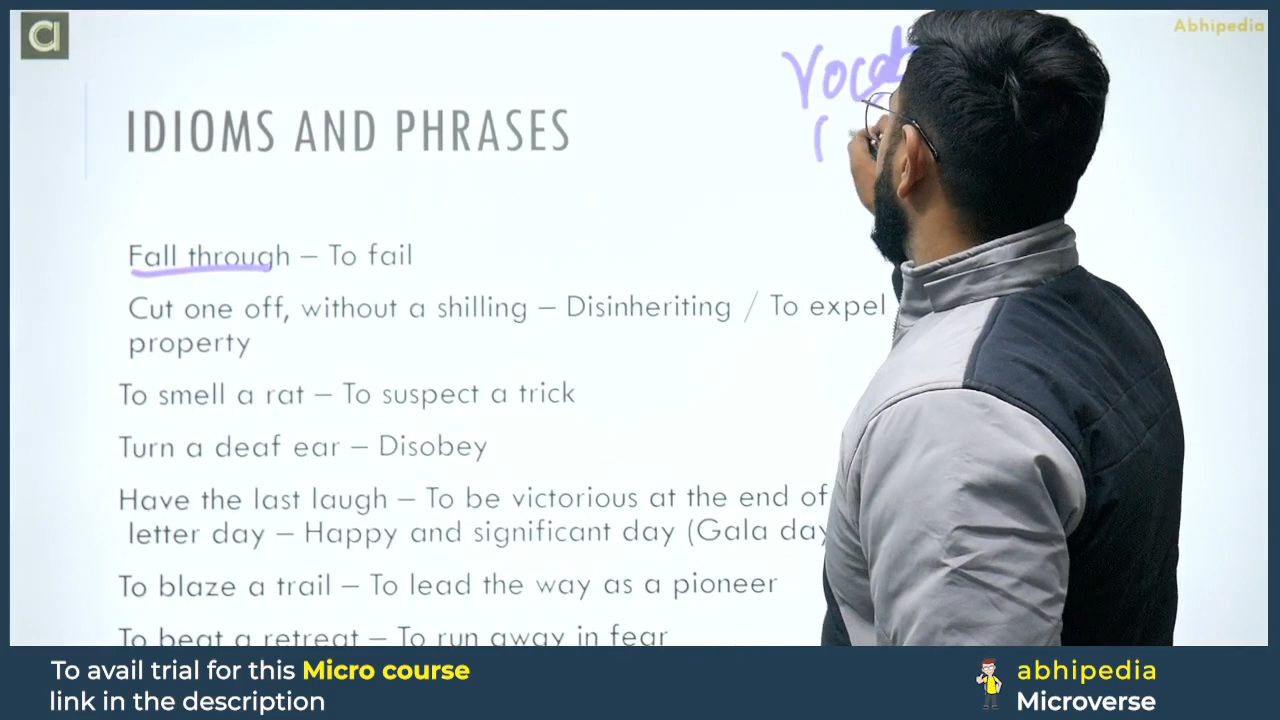 Abhipedia
Vocab
IDIOMS AND PHRASES
Fall through – To fail
Cut one off, without a shilling – Disinheriting / To expel
property
To smell a rat – To suspect a trick
Turn a deaf ear – Disobey
Have the last laugh – To be victorious at the end of
letter day – Happy and significant day (Gala day
To blaze a trail – To lead the way as a pioneer
To beat a retreat – To run away in fear
To avail trial for this Micro course
link in the description
abhipedia
Microverse